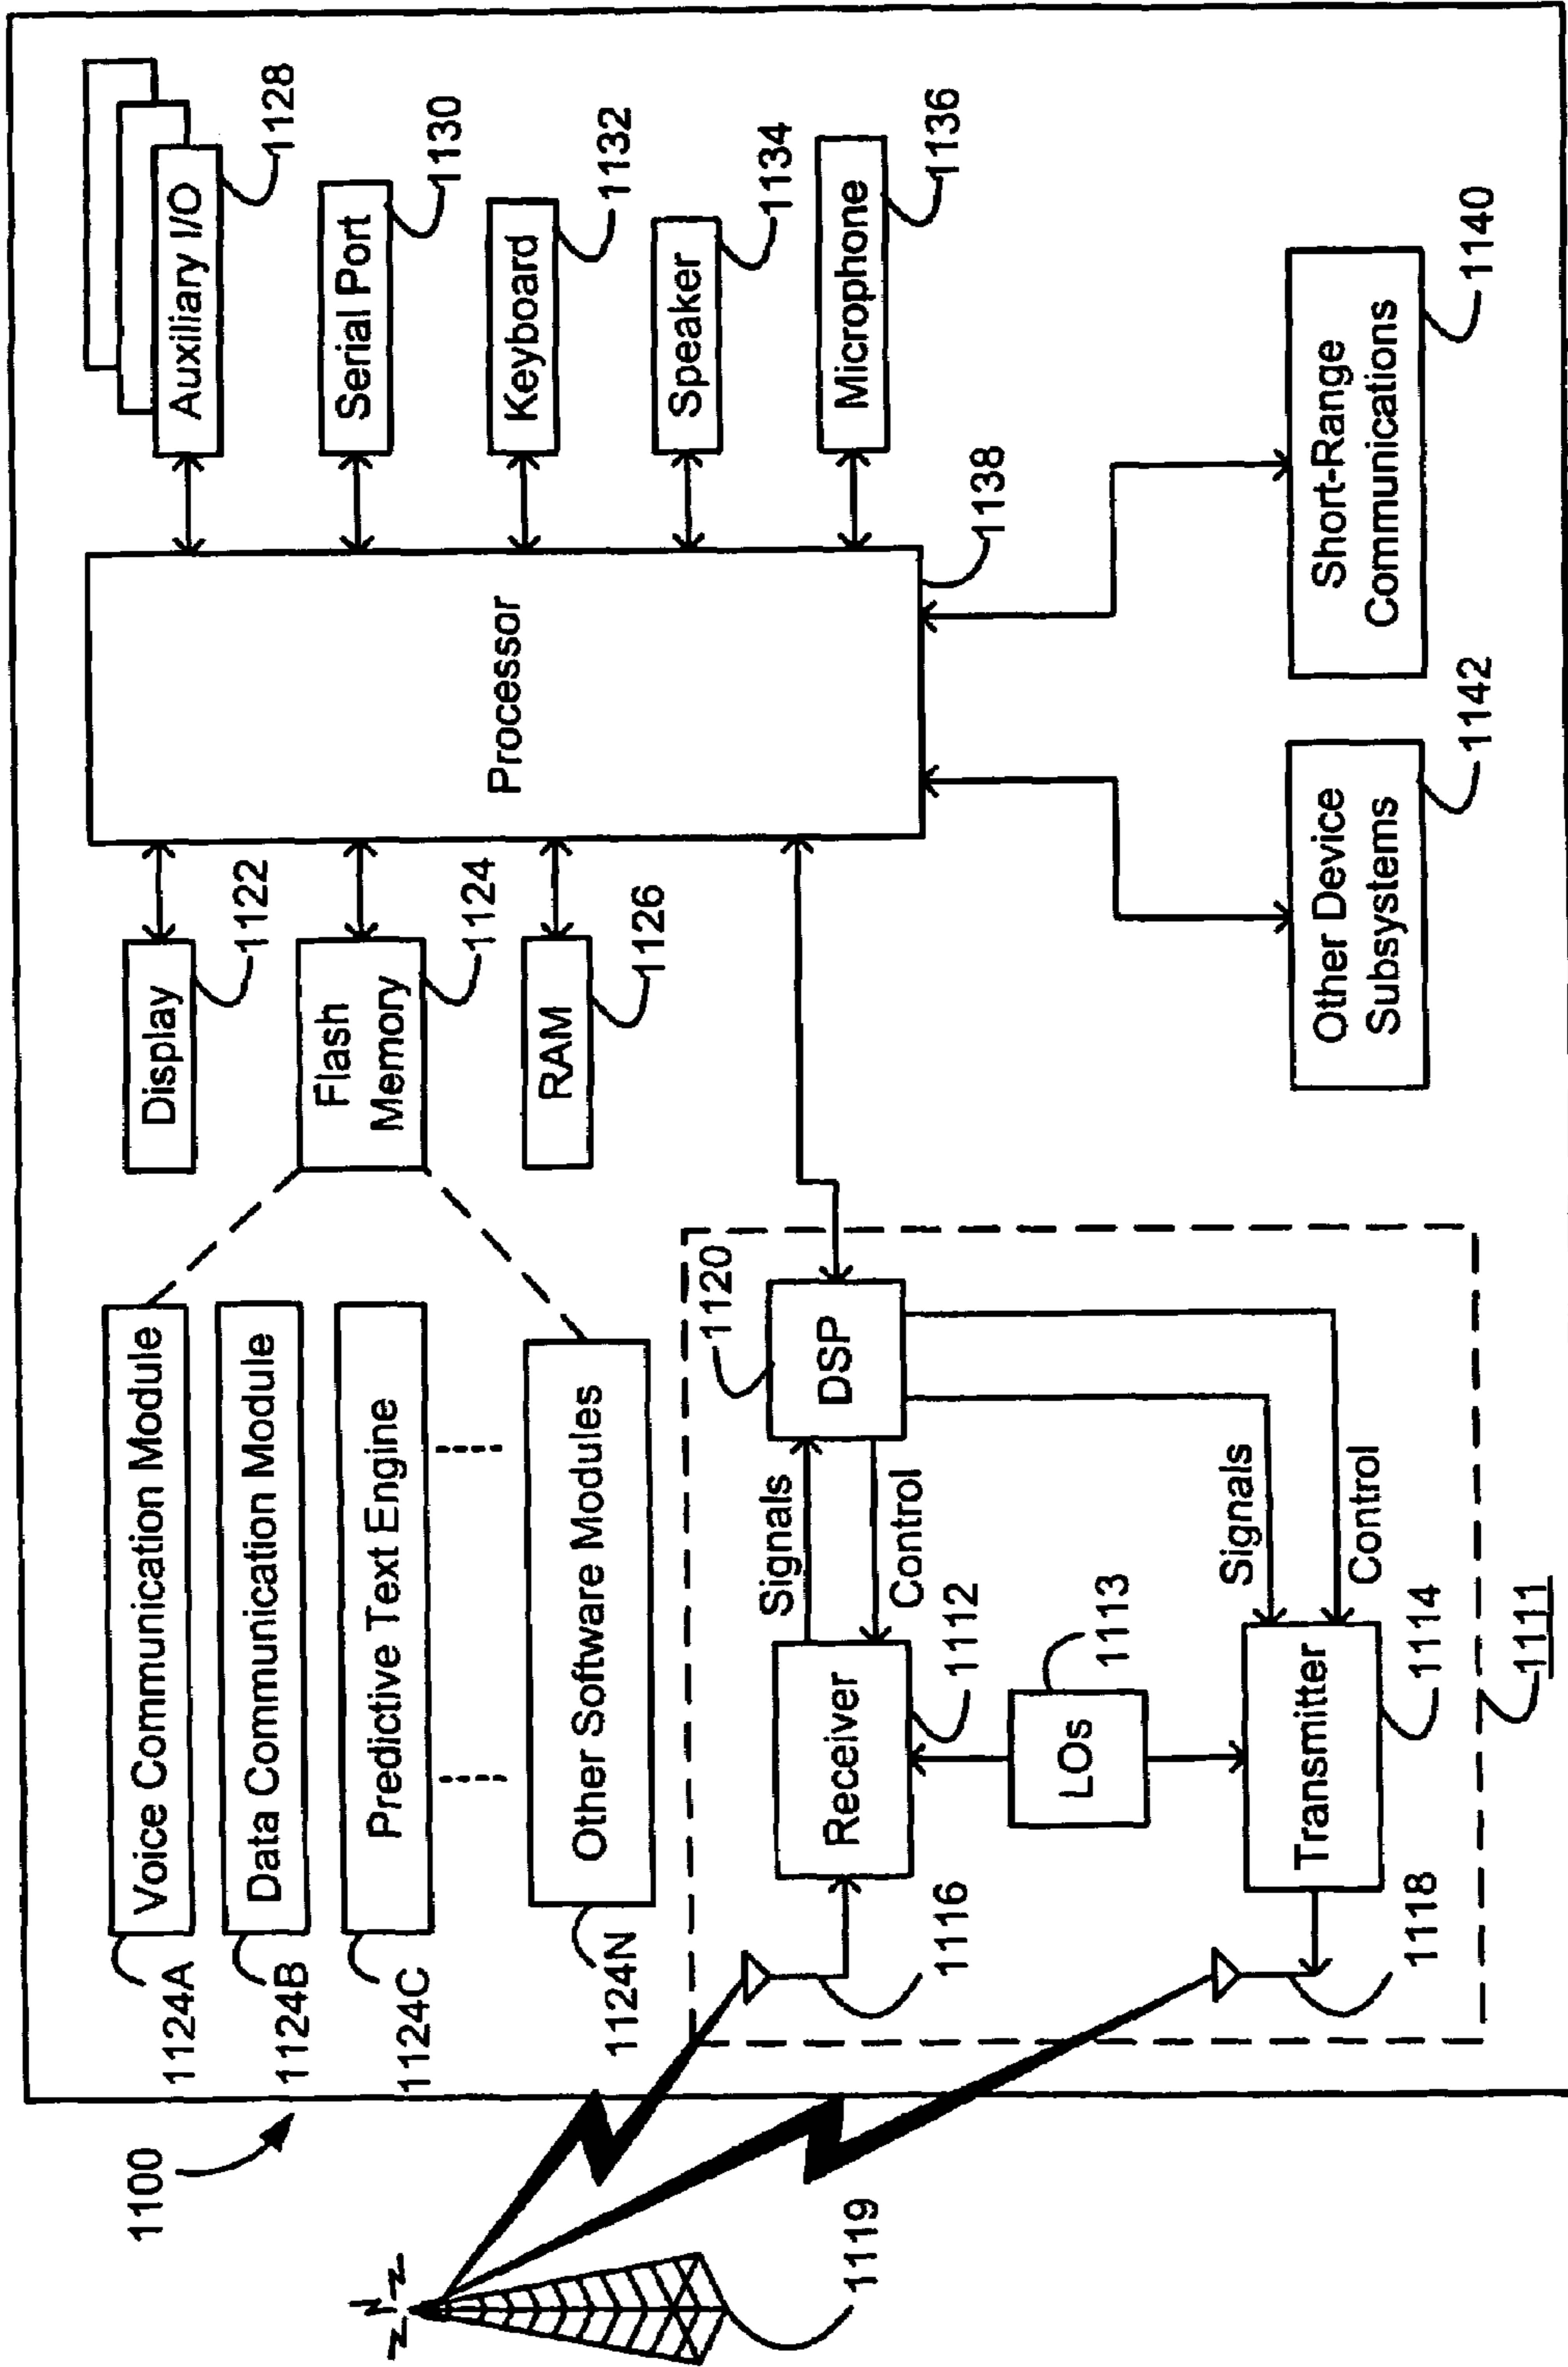 1100
1124A
Voice Communication Module
1124B
Data Communication Module
1124C
Predictive Text Engine
1124N
Other Software Modules
Display
1122
Flash
Memory
1124
RAM
1126
Processor
1138
Auxiliary I/O
1128
Serial Port
1130
Keyboard
1132
Speaker
1134
Microphone
1136
Short-Range
Communications
1140
Other Device
Subsystems
1142
1120
DSP
Signals
Control
Receiver
1112
1116
LOs
1113
Signals
Control
Transmitter
1114
1118
1111
1119